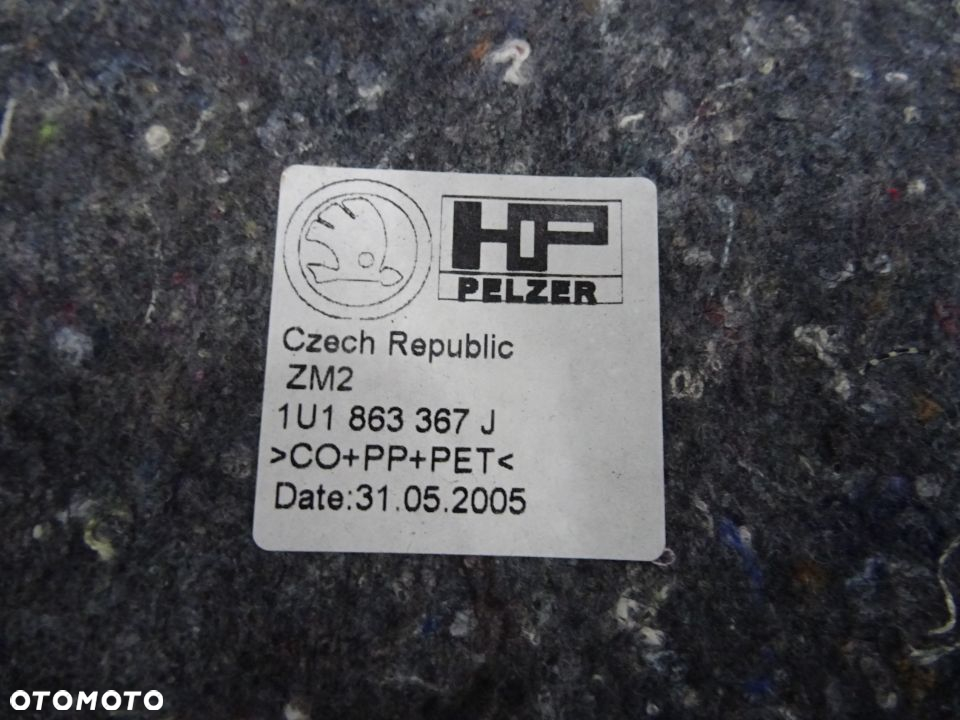 HP
PELZER
Czech Republic
ZM2
1U1 863 367 J
>CO+PP+PET<
Date:31.05.2005
OTOMOTO